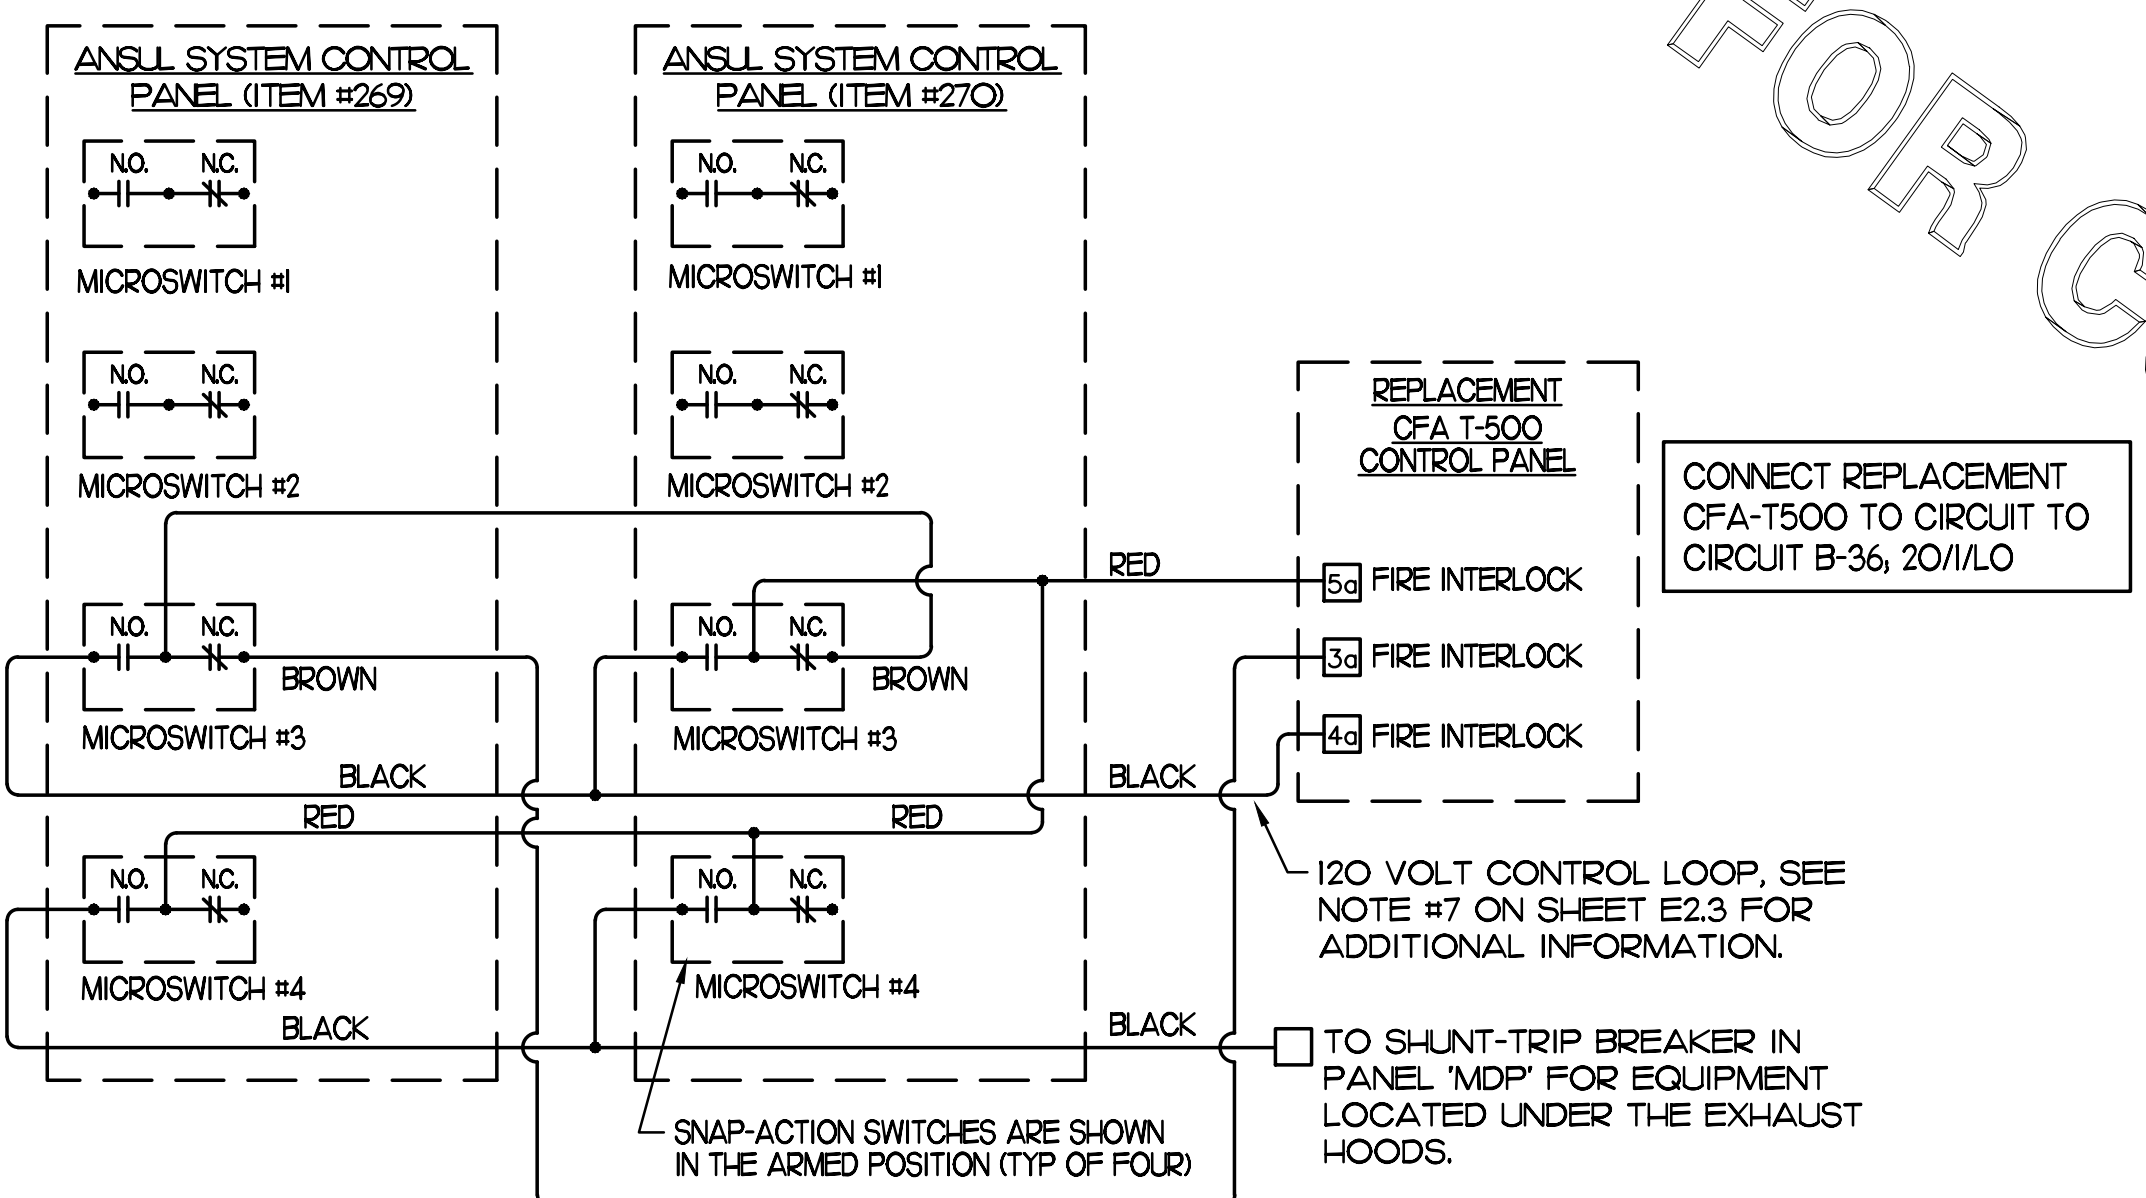 ANSUL SYSTEM CONTROL
PANEL (ITEM #269)
N.O. N.C.
MICROSWITCH #1
N.O. N.C.
MICROSWITCH #2
N.O. N.C.
BROWN
MICROSWITCH #3
BLACK
RED
N.O. N.C.
MICROSWITCH #4
BLACK
ANSUL SYSTEM CONTROL
PANEL (ITEM #270)
N.O. N.C.
MICROSWITCH #1
N.O. N.C.
MICROSWITCH #2
N.O. N.C.
BROWN
MICROSWITCH #3
RED
N.O. N.C.
MICROSWITCH #4
SNAP-ACTION SWITCHES ARE SHOWN
IN THE ARMED POSITION (TYP OF FOUR)
RED
BLACK
BLACK
REPLACEMENT
CFA T-500
CONTROL PANEL
5a FIRE INTERLOCK
3a FIRE INTERLOCK
4a FIRE INTERLOCK
CONNECT REPLACEMENT
CFA-T500 TO CIRCUIT TO
CIRCUIT B-36; 20/1/LO
120 VOLT CONTROL LOOP, SEE
NOTE #7 ON SHEET E2.3 FOR
ADDITIONAL INFORMATION.
TO SHUNT-TRIP BREAKER IN
PANEL 'MDP' FOR EQUIPMENT
LOCATED UNDER THE EXHAUST
HOODS.
FOR C